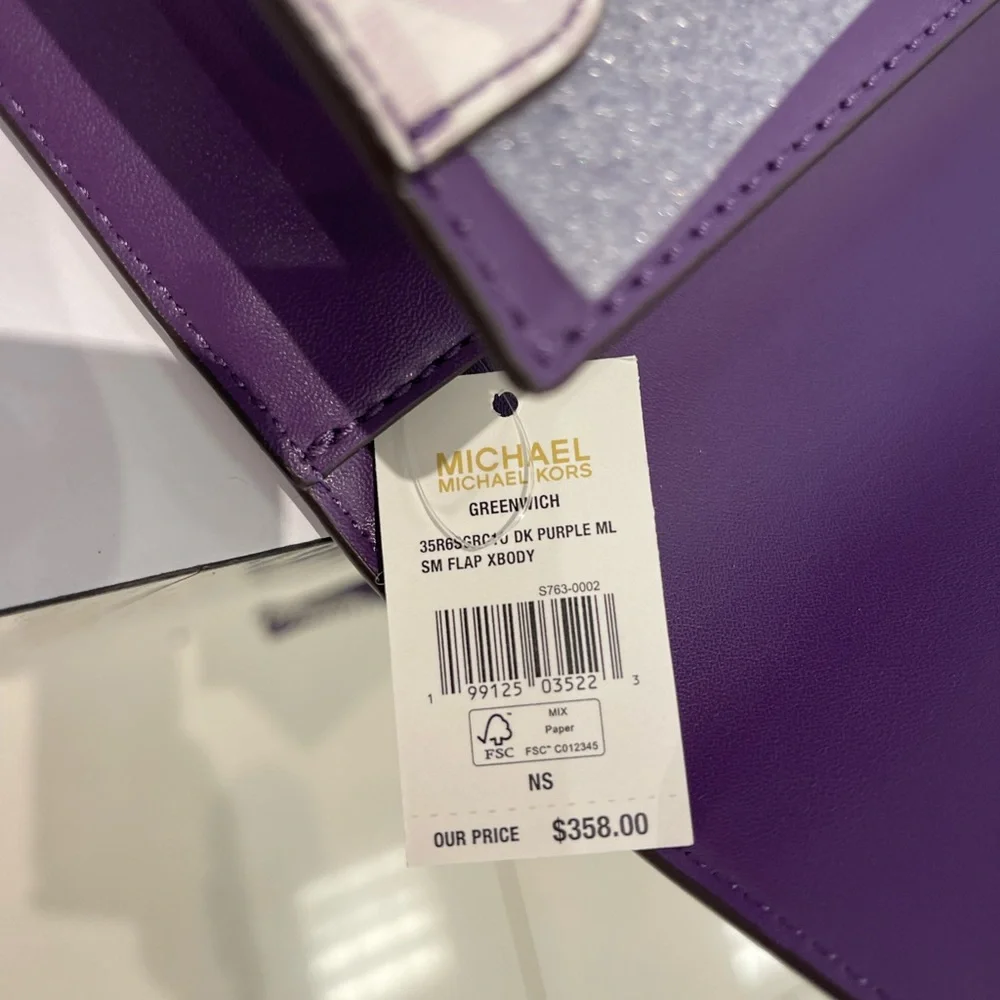 MICHAEL
MICHAEL KORS
GREENWICH
DK PURPLE ML
SM FLAP XBODY
S763-0002
1 99125 03522 3
MIX
Paper
FSC FSC™ C012345
NS
OUR PRICE $358.00